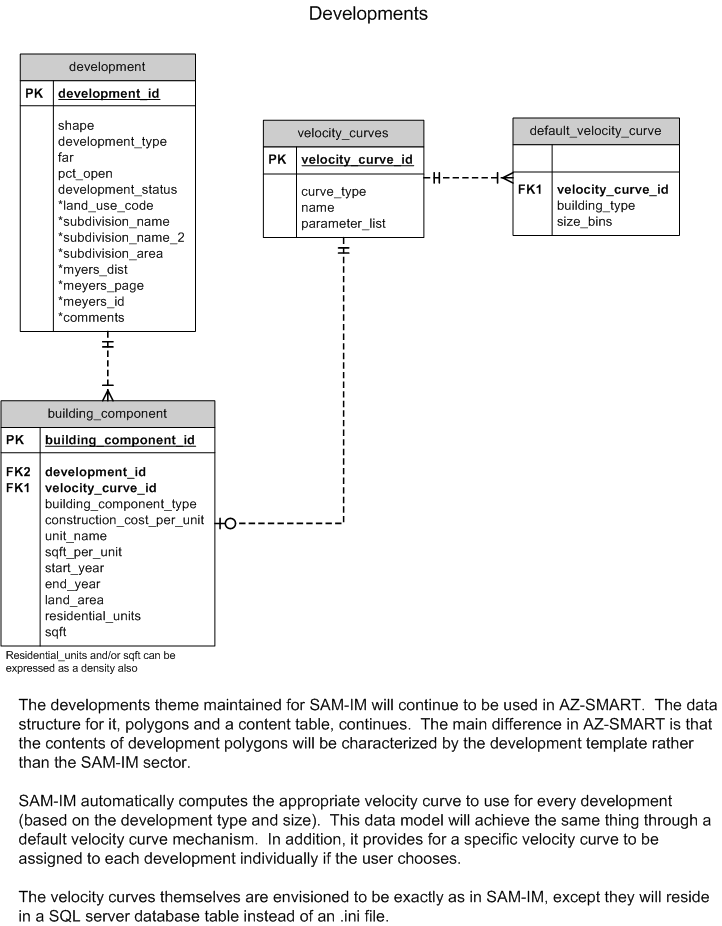 Developments
development
PK development_id
shape
development_type
far
pct_open
development_status
*land_use_code
*subdivision_name
*subdivision_name_2
*subdivision_area
*myers_dist
*meyers_page
*meyers_id
*comments
velocity_curves
PK velocity_curve_id
curve_type
name
parameter_list
default_velocity_curve
FK1 velocity_curve_id
building_type
size_bins
building_component
PK building_component_id
FK2 development_id
FK1 velocity_curve_id
building_component_type
construction_cost_per_unit
unit_name
sqft_per_unit
start_year
end_year
land_area
residential_units
sqft
Residential_units and/or sqft can be
expressed as a density also
The developments theme maintained for SAM-IM will continue to be used in AZ-SMART. The data
structure for it, polygons and a content table, continues. The main difference in AZ-SMART is that
the contents of development polygons will be characterized by the development template rather
than the SAM-IM sector.
SAM-IM automatically computes the appropriate velocity curve to use for every development
(based on the development type and size). This data model will achieve the same thing through a
default velocity curve mechanism. In addition, it provides for a specific velocity curve to be
assigned to each development individually if the user chooses.
The velocity curves themselves are envisioned to be exactly as in SAM-IM, except they will reside
in a SQL server database table instead of an .ini file.